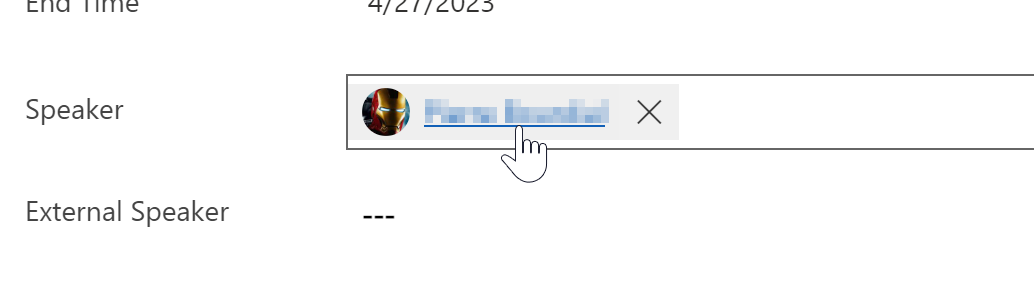 End Time 4/27/2023
Speaker
External Speaker ---